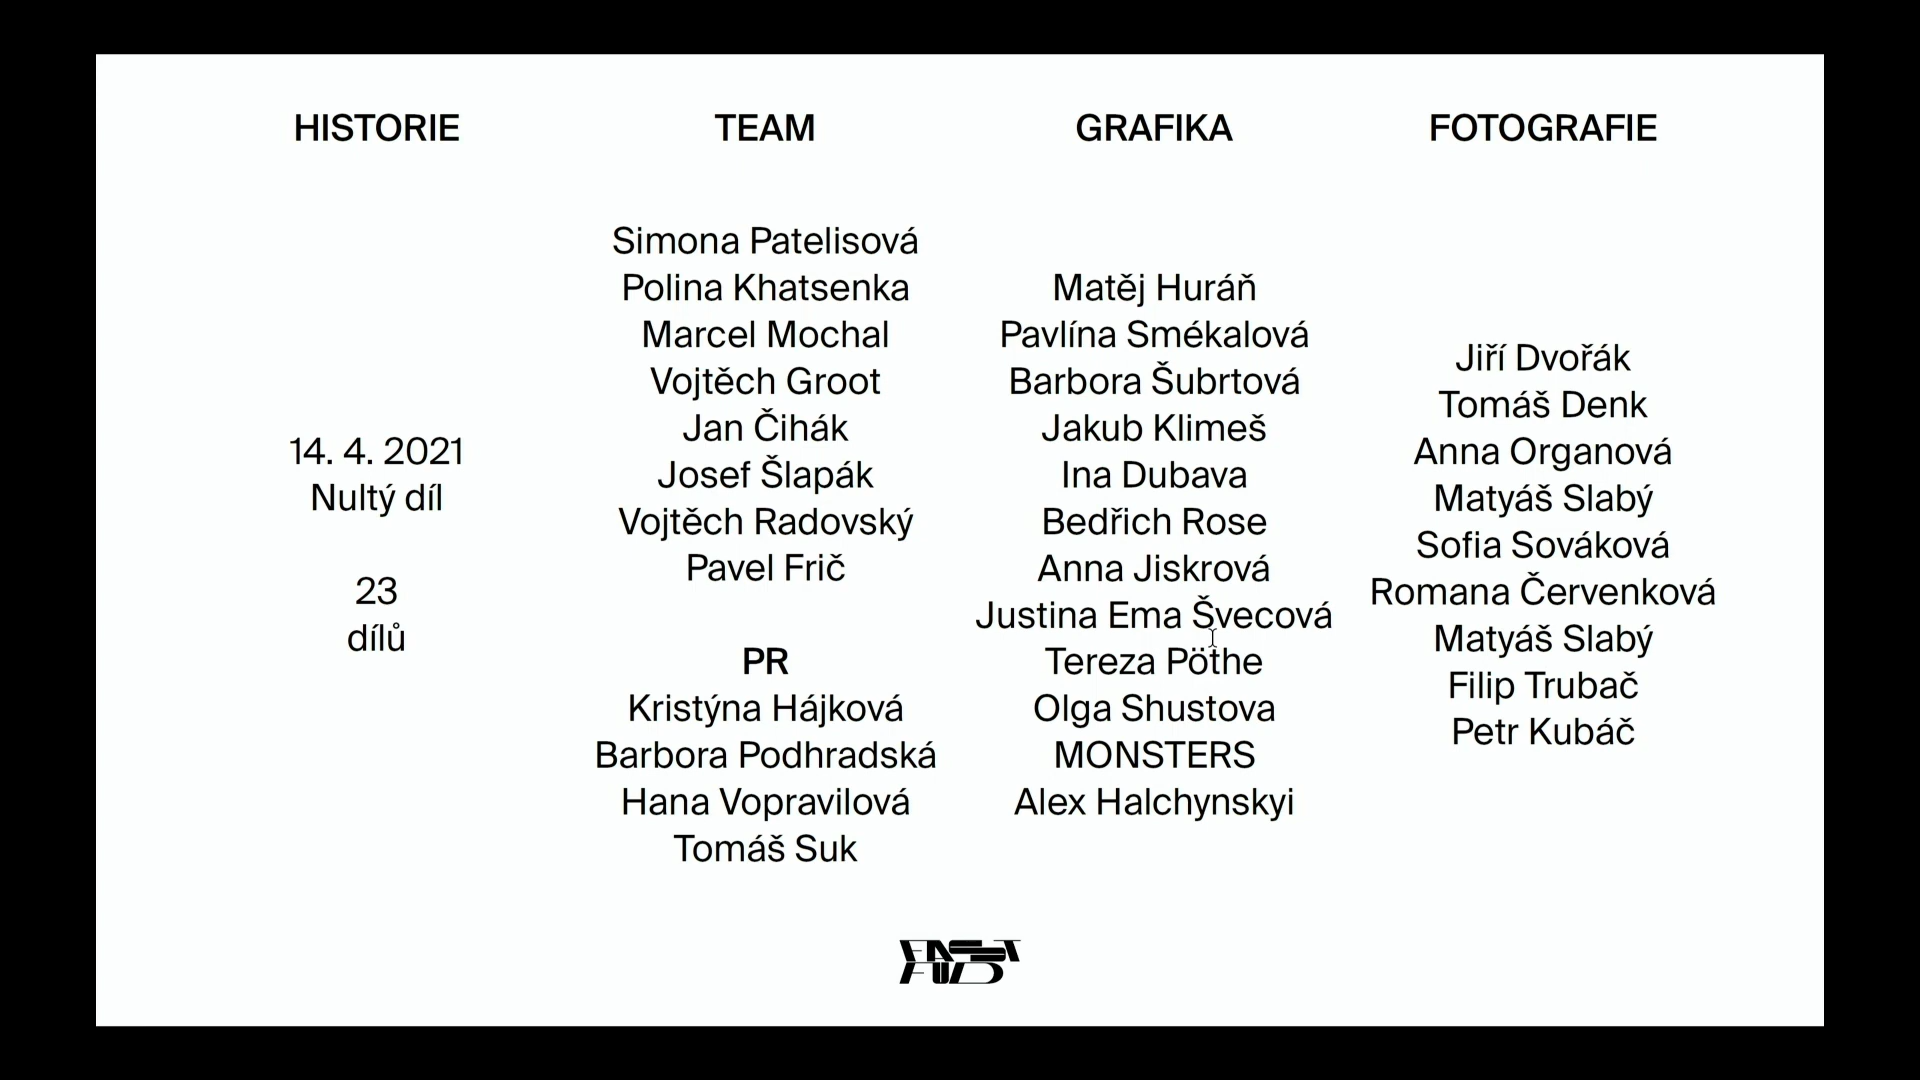 HISTORIE
14. 4. 2021
Nultý díl
23
dílů
TEAM
Simona Patelisová
Polina Khatsenka
Marcel Mochal
Vojtěch Groot
Jan Čihák
Josef Šlapák
Vojtěch Radovský
Pavel Frič
PR
Kristýna Hájková
Barbora Podhradská
Hana Vopravilová
Tomáš Suk
GRAFIKA
Matěj Huráň
Pavlína Smékalová
Barbora Šubrtová
Jakub Klimeš
Ina Dubava
Bedřich Rose
Anna Jiskrová
Justina Ema Švecová
Tereza Pöthe
Olga Shustova
MONSTERS
Alex Halchynskyi
FOTOGRAFIE
Jiří Dvořák
Tomáš Denk
Anna Organová
Matyáš Slabý
Sofia Sováková
Romana Červenková
Matyáš Slabý
Filip Trubač
Petr Kubáč